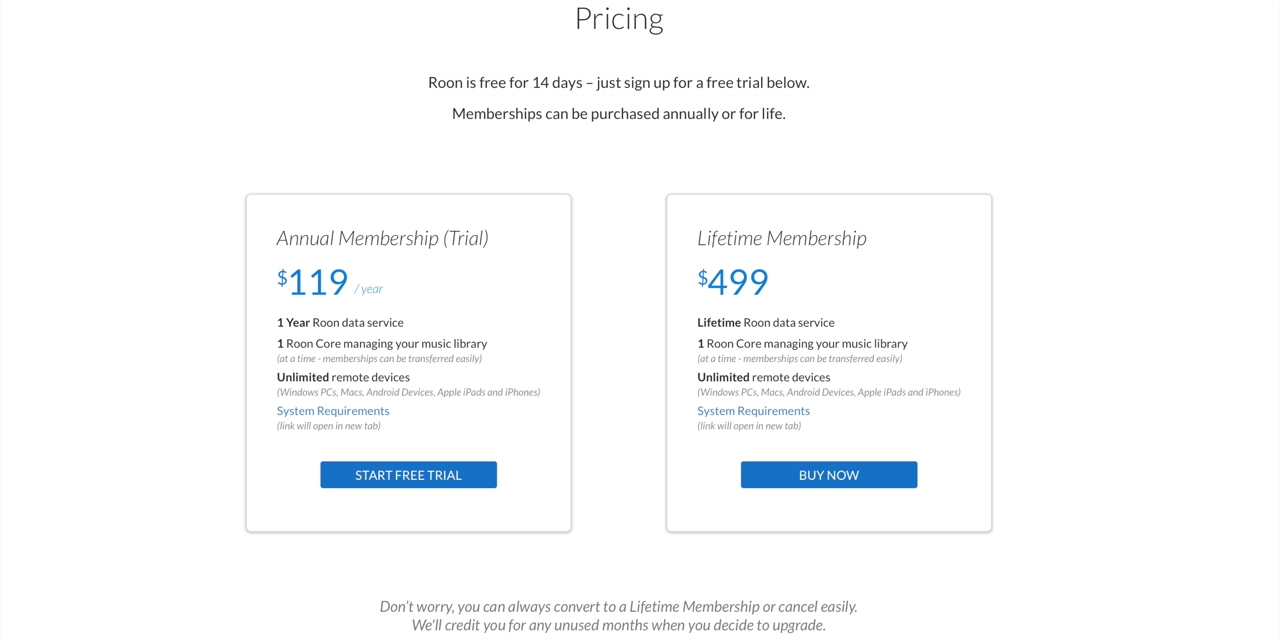 Pricing
Roon is free for 14 days – just sign up for a free trial below.
Memberships can be purchased annually or for life.
Annual Membership (Trial)
$119 / year
1 Year Roon data service
1 Roon Core managing your music library
(at a time - memberships can be transferred easily)
Unlimited remote devices
(Windows PCs, Macs, Android Devices, Apple iPads and iPhones)
System Requirements
(link will open in new tab)
START FREE TRIAL
Lifetime Membership
$499
Lifetime Roon data service
1 Roon Core managing your music library
(at a time - memberships can be transferred easily)
Unlimited remote devices
(Windows PCs, Macs, Android Devices, Apple iPads and iPhones)
System Requirements
(link will open in new tab)
BUY NOW
Don’t worry, you can always convert to a Lifetime Membership or cancel easily.
We'll credit you for any unused months when you decide to upgrade.